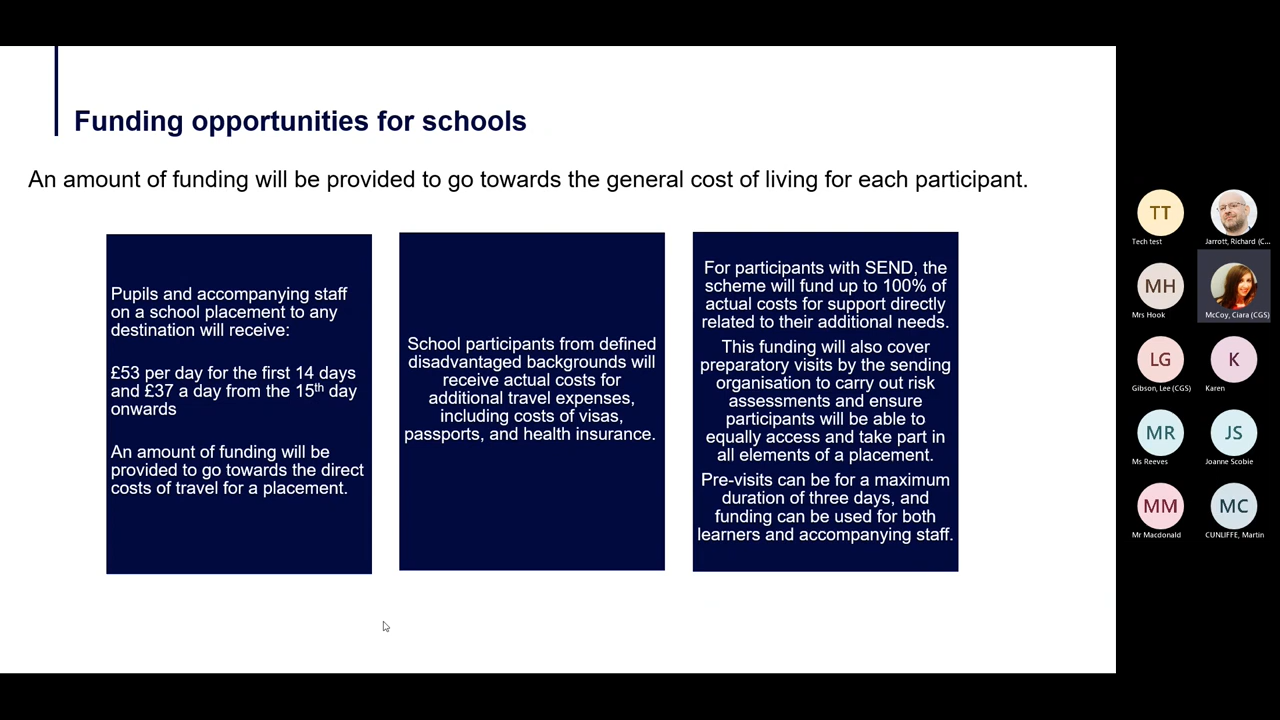 Funding opportunities for schools
An amount of funding will be provided to go towards the general cost of living for each participant.
Pupils and accompanying staff
on a school placement to any
destination will receive:
£53 per day for the first 14 days
and £37 a day from the 15th day
onwards
An amount of funding will be
provided to go towards the direct
costs of travel for a placement.
School participants from defined
disadvantaged backgrounds will
receive actual costs for
additional travel expenses,
including costs of visas,
passports, and health insurance.
For participants with SEND, the
scheme will fund up to 100% of
actual costs for support directly
related to their additional needs.
This funding will also cover
preparatory visits by the sending
organisation to carry out risk
assessments and ensure
participants will be able to
equally access and take part in
all elements of a placement.
Pre-visits can be for a maximum
duration of three days, and
funding can be used for both
learners and accompanying staff.
TT
Tech test
Jarrott, Richard (C...
MH
Mrs Hook
McCoy, Ciara (CGS)
LG
Gibson, Lee (CGS)
K
Karen
MR
Ms Reeves
JS
Joanne Scobie
MM
Mr Macdonald
MC
CUNLIFFE, Martin